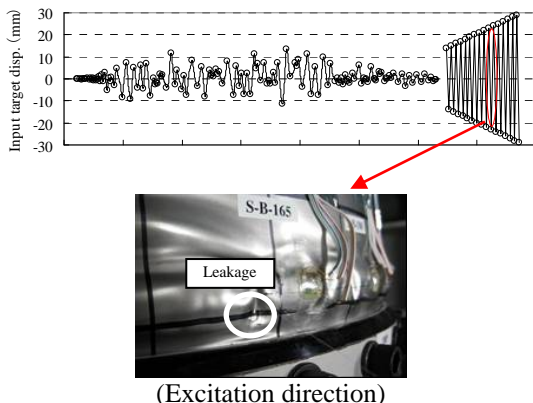 Input target disp. (mm)
30
20
10
0
-10
-20
-30
S-B-165
Leakage
(Excitation direction)